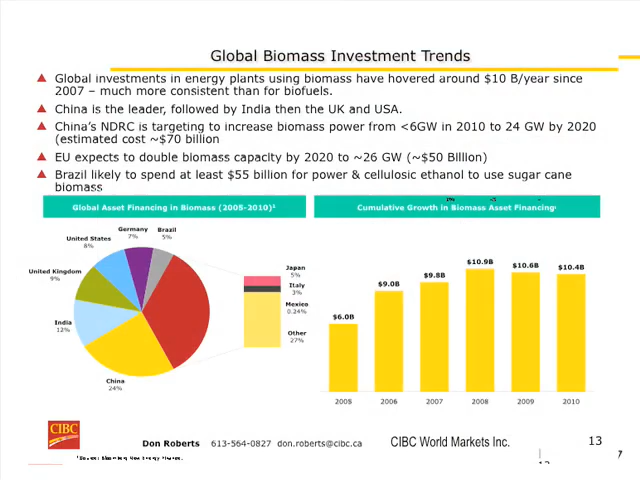 Global Biomass Investment Trends
Global investments in energy plants using biomass have hovered around $10 B/year since
2007 – much more consistent than for biofuels.
China is the leader, followed by India then the UK and USA.
China's NDRC is targeting to increase biomass power from <6GW in 2010 to 24 GW by 2020
(estimated cost ~$70 billion
EU expects to double biomass capacity by 2020 to ~26 GW (~$50 Billion)
Brazil likely to spend at least $55 billion for power & cellulosic ethanol to use sugar cane
biomass
Global Asset Financing in Biomass (2005-2010)¹
Germany
7%
Brazil
5%
United States
8%
United Kingdom
9%
India
12%
China
24%
Japan
5%
Italy
3%
Mexico
0.24%
Other
27%
Cumulative Growth in Biomass Asset Financing¹
$6.0B
$9.0B
$9.8B
$10.9B
$10.6B
$10.4B
2005 2006 2007 2008 2009 2010
CIBC
Don Roberts 613-564-0827 don.roberts@cibc.ca CIBC World Markets Inc. 13
¹Source: Bloomberg New Energy Finance.